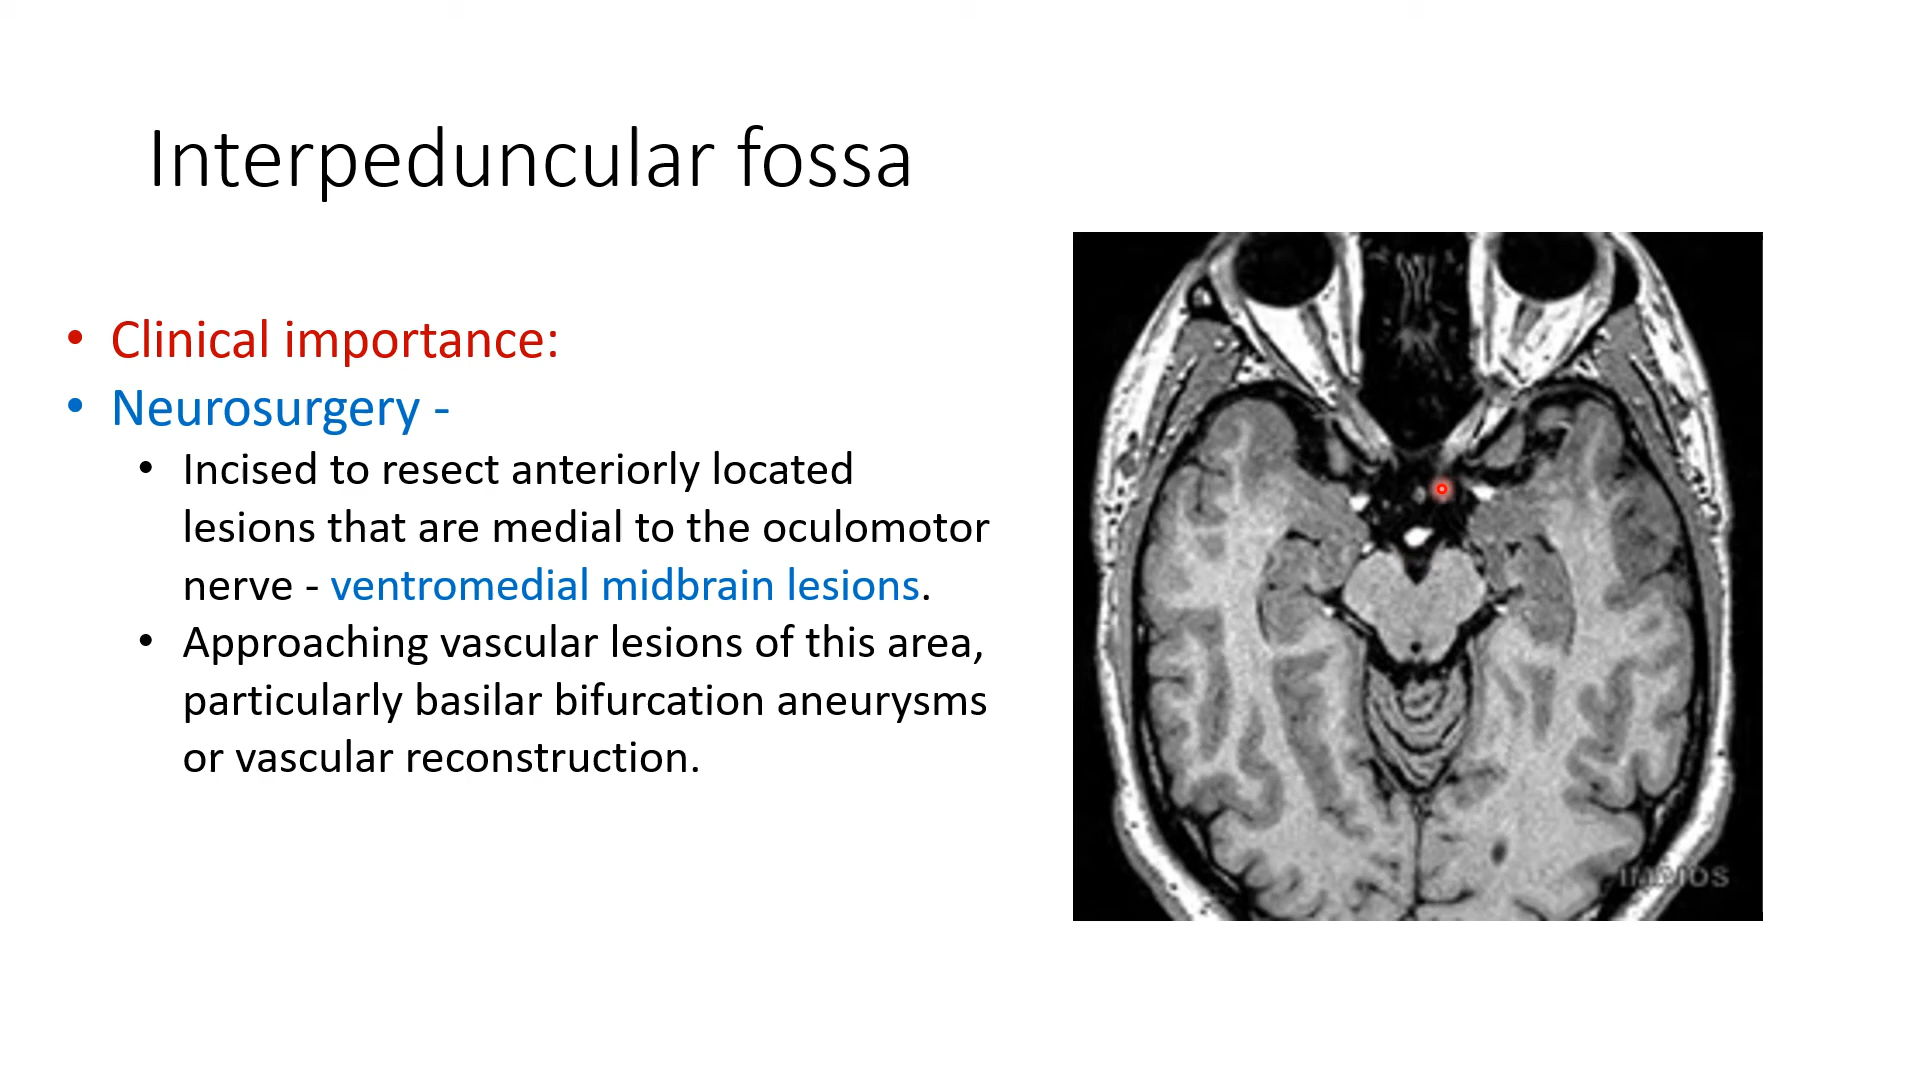 Interpeduncular fossa
• Clinical importance:
• Neurosurgery -
• Incised to resect anteriorly located
lesions that are medial to the oculomotor
nerve - ventromedial midbrain lesions.
• Approaching vascular lesions of this area,
particularly basilar bifurcation aneurysms
or vascular reconstruction.
IMAIOS